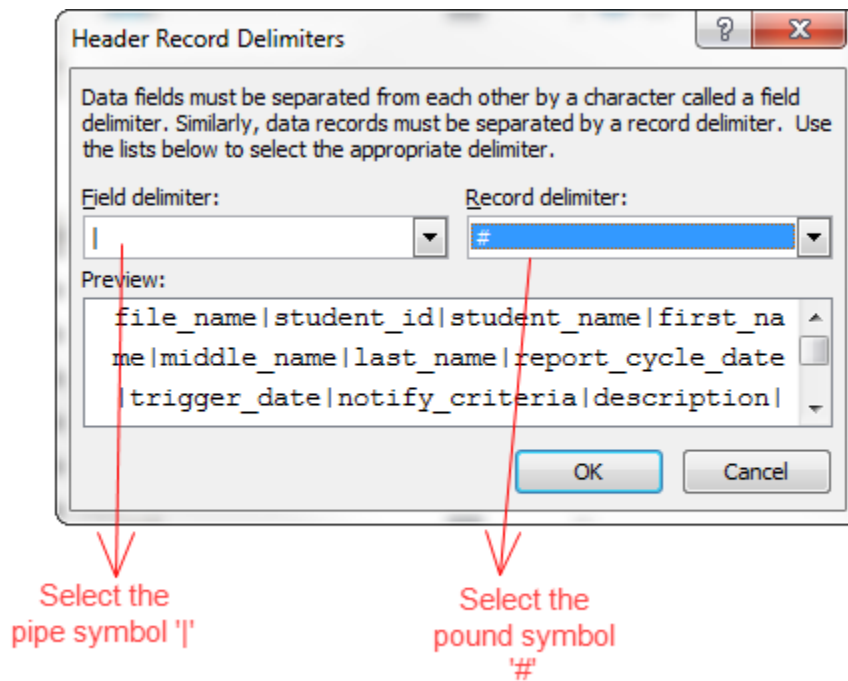 Header Record Delimiters
?
X
Data fields must be separated from each other by a character called a field
delimiter. Similarly, data records must be separated by a record delimiter. Use
the lists below to select the appropriate delimiter.
Field delimiter:
Record delimiter:
|
#
Preview:
file_name|student_id|student_name|first_na
me|middle_name|last_name|report_cycle_date
|trigger_date|notify_criteria|description|
OK
Cancel
Select the
pipe symbol '|'
Select the
pound symbol
'#'